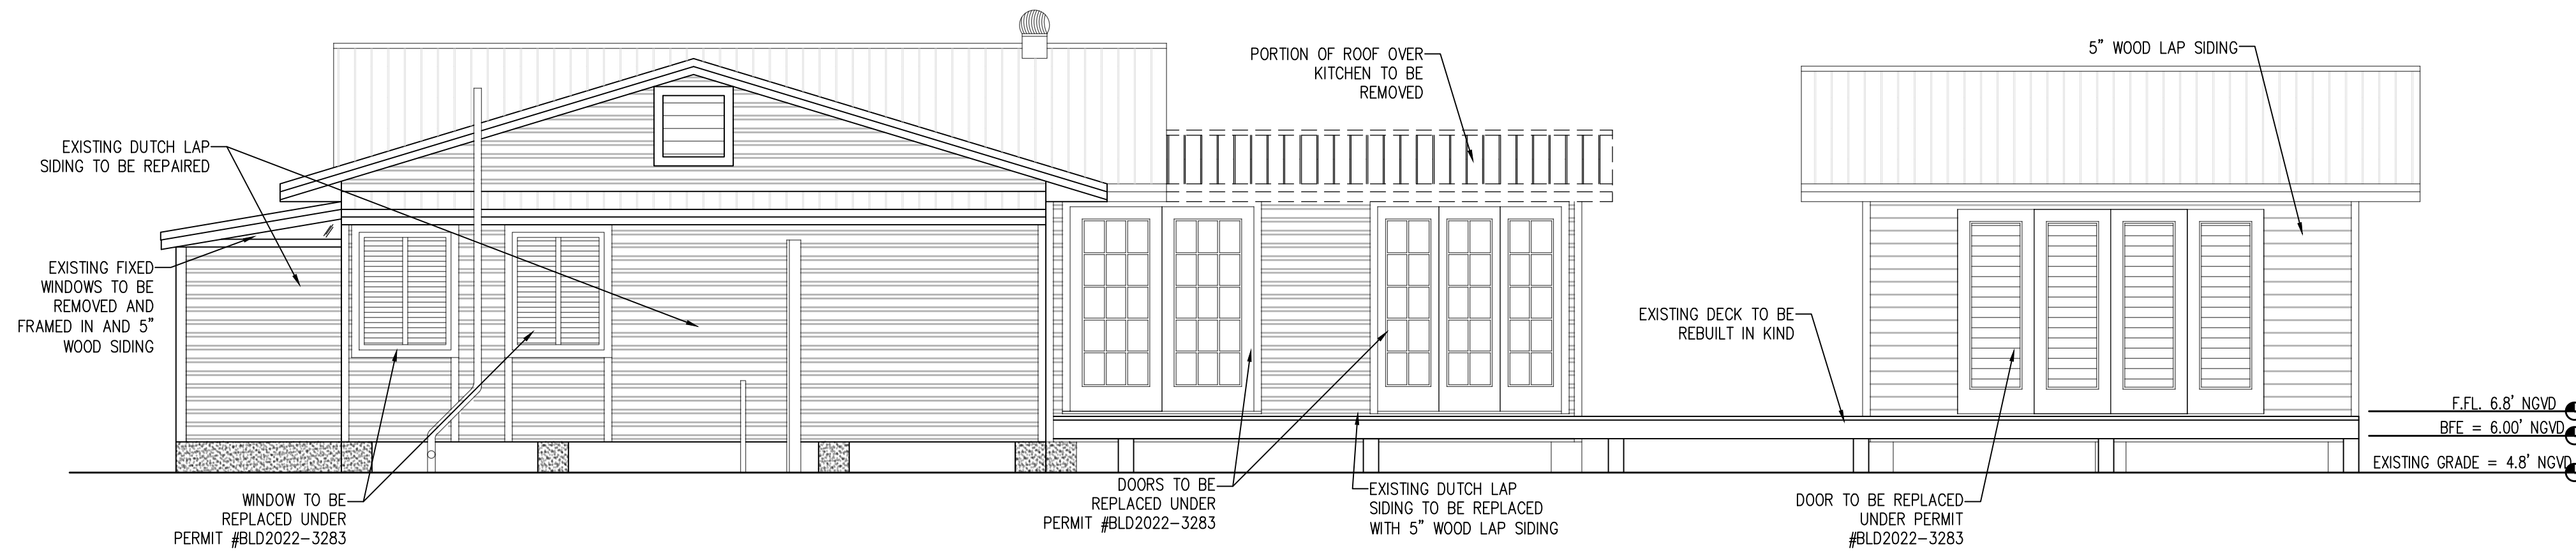 PORTION OF ROOF OVER
KITCHEN TO BE
REMOVED
5" WOOD LAP SIDING
EXISTING DUTCH LAP
SIDING TO BE REPAIRED
EXISTING FIXED
WINDOWS TO BE
REMOVED AND
FRAMED IN AND 5"
WOOD SIDING
EXISTING DECK TO BE
REBUILT IN KIND
F.FL. 6.8' NGVD
BFE = 6.00' NGVD
EXISTING GRADE = 4.8' NGVD
WINDOW TO BE
REPLACED UNDER
PERMIT #BLD2022-3283
DOORS TO BE
REPLACED UNDER
PERMIT #BLD2022-3283
EXISTING DUTCH LAP
SIDING TO BE REPLACED
WITH 5" WOOD LAP SIDING
DOOR TO BE REPLACED
UNDER PERMIT
#BLD2022-3283